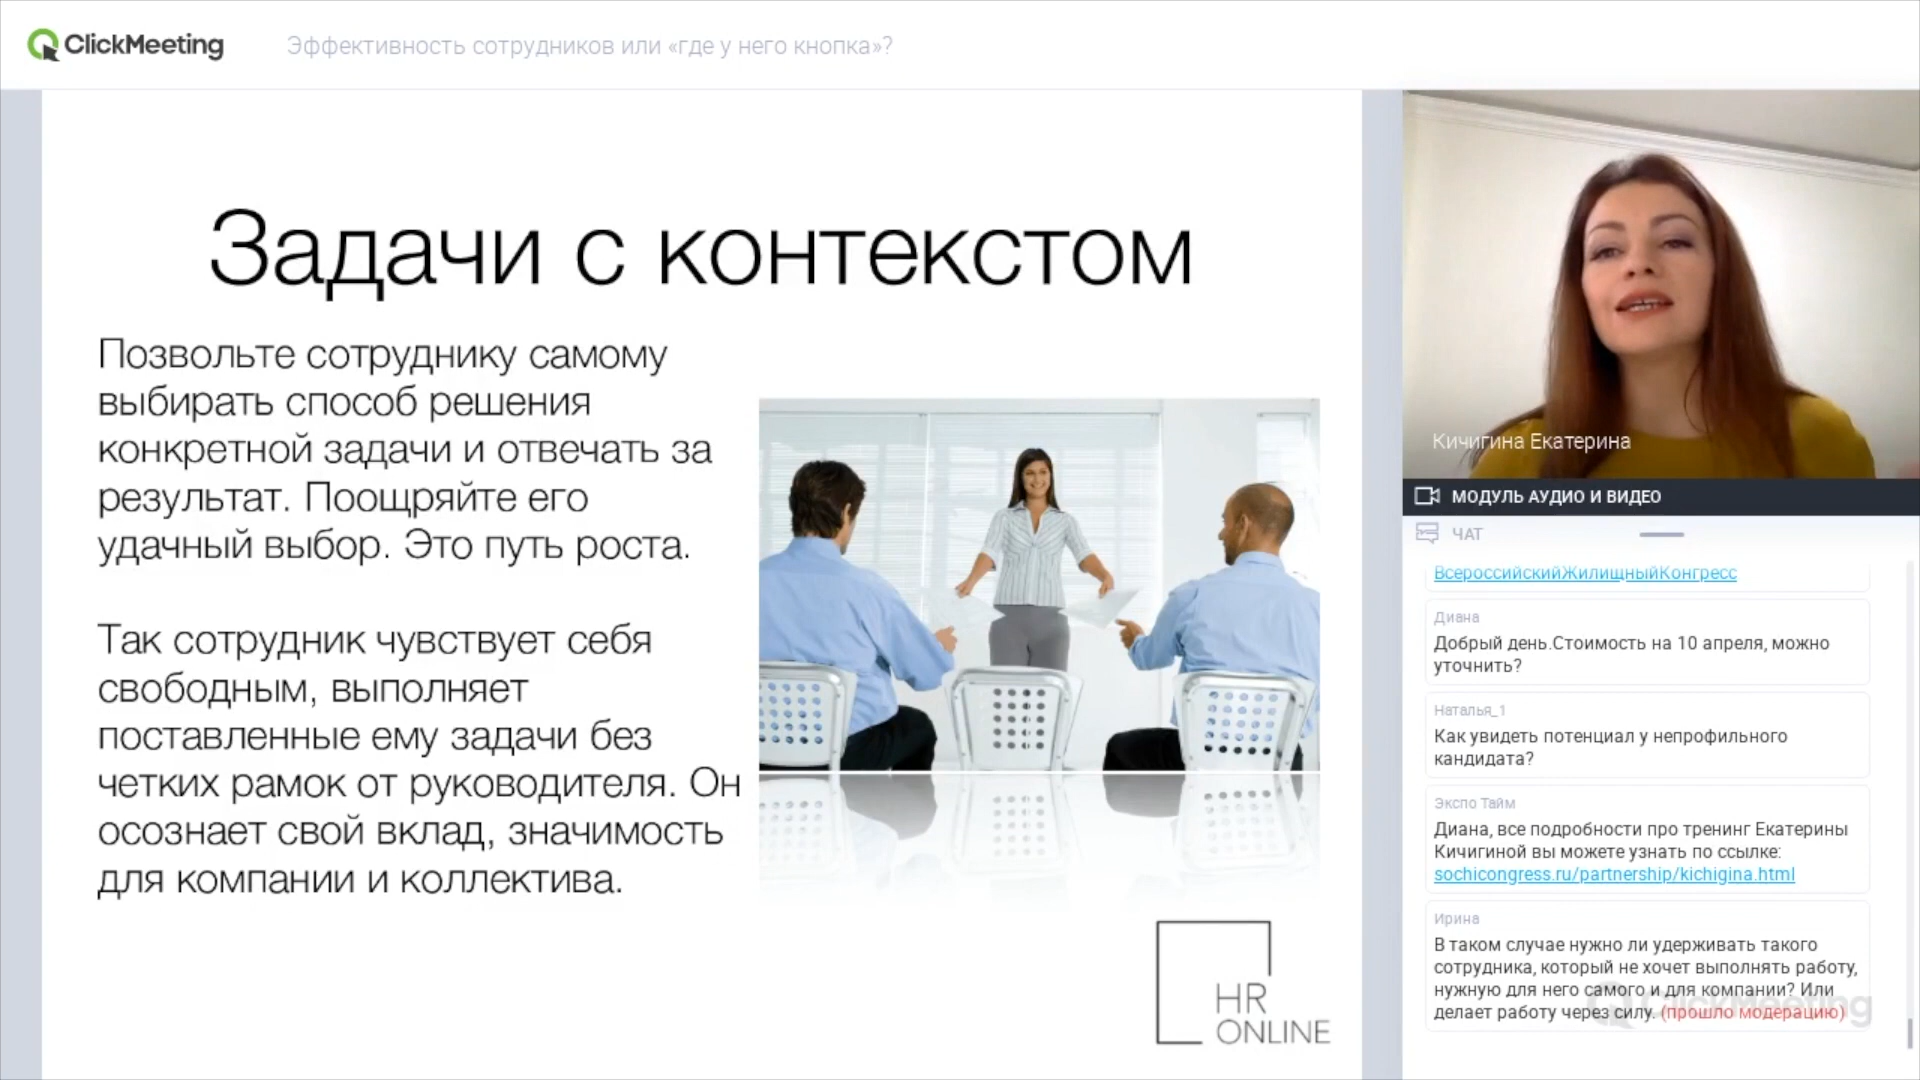 ClickMeeting
Эффективность сотрудников или «где у него кнопка»?
Задачи с контекстом
Позвольте сотруднику самому
выбирать способ решения
конкретной задачи и отвечать за
результат. Поощряйте его
удачный выбор. Это путь роста.
Так сотрудник чувствует себя
свободным, выполняет
поставленные ему задачи без
четких рамок от руководителя. Он
осознает свой вклад, значимость
для компании и коллектива.
HR
ONLINE
Кичигина Екатерина
МОДУЛЬ АУДИО И ВИДЕО
ЧАТ
ВсероссийскийЖилищныйКонгресс
Диана
Добрый день.Стоимость на 10 апреля, можно
уточнить?
Наталья_1
Как увидеть потенциал у непрофильного
кандидата?
Экспо Тайм
Диана, все подробности про тренинг Екатерины
Кичигиной вы можете узнать по ссылке:
sochicongress.ru/partnership/kichigina.html
Ирина
В таком случае нужно ли удерживать такого
сотрудника, который не хочет выполнять работу,
нужную для него самого и для компании? Или
делает работу через силу. (прошло модерацию)
ClickMeeting